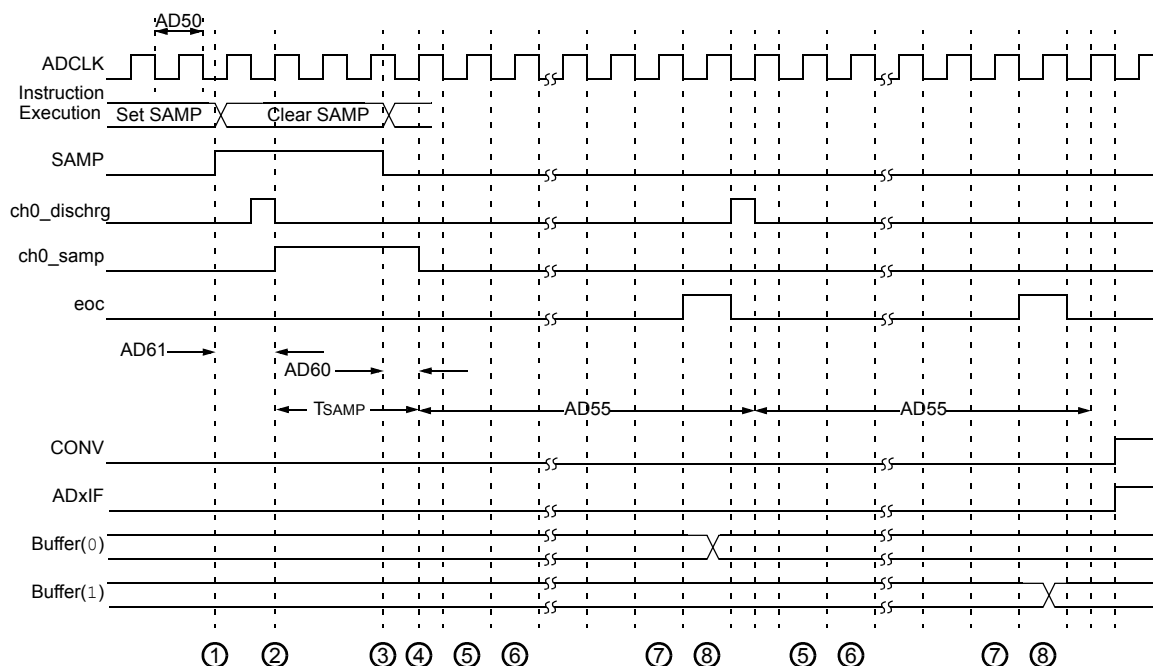 AD50
ADCLK
Instruction
Execution
Set SAMP
Clear SAMP
SAMP
ch0_dischrg
ch0_samp
eoc
AD61
AD60
TSAMP
AD55
AD55
CONV
ADxIF
Buffer(0)
Buffer(1)
① ② ③ ④ ⑤ ⑥ ⑦ ⑧ ⑤ ⑥ ⑦ ⑧